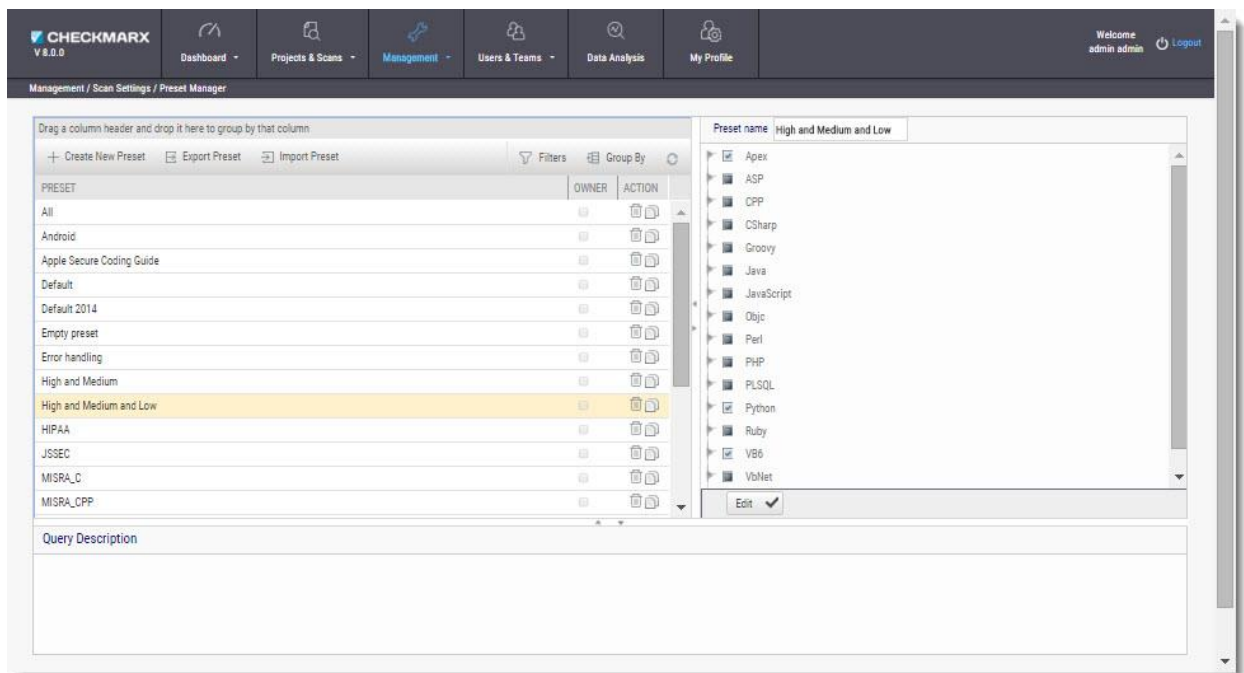 CHECKMARX
V 8.0.0
Dashboard
Projects & Scans
Management
Users & Teams
Data Analysis
My Profile
Welcome
admin admin
Logout
Management / Scan Settings / Preset Manager
Drag a column header and drop it here to group by that column
Create New Preset
Export Preset
Import Preset
Filters
Group By
PRESET OWNER ACTION
All
Android
Apple Secure Coding Guide
Default
Default 2014
Empty preset
Error handling
High and Medium
High and Medium and Low
HIPAA
JSSEC
MISRA_C
MISRA_CPP
Preset name High and Medium and Low
Apex
ASP
CPP
CSharp
Groovy
Java
JavaScript
Objc
Perl
PHP
PLSQL
Python
Ruby
VB6
VbNet
Edit
Query Description